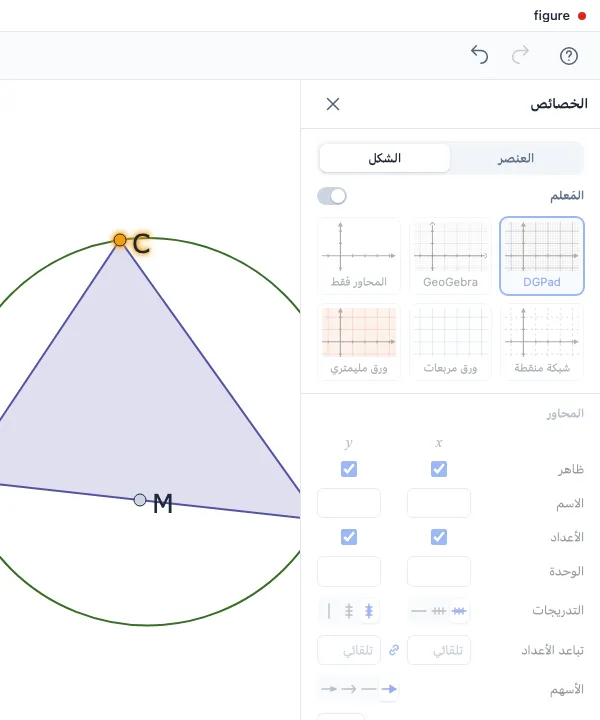 figure
الخصائص
العنصر
الشكل
المَعلم
DGPad
GeoGebra
المحاور فقط
شبكة منقطة
ورق مربعات
ورق مليمتري
المحاور
x y
ظاهر
الاسم
الأعداد
الوحدة
التدريجات
تباعد الأعداد تلقائي تلقائي
الأسهم
C
M